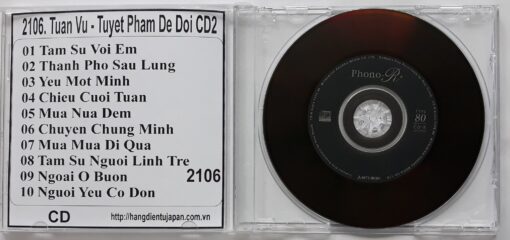 2106. Tuan Vu - Tuyet Pham De Doi CD2
01 Tam Su Voi Em
02 Thanh Pho Sau Lung
03 Yeu Mot Minh
04 Chieu Cuoi Tuan
05 Mua Nua Dem
06 Chuyen Chung Minh
07 Mua Mua Di Qua
08 Tam Su Nguoi Linh Tre
09 Ngoai O Buon
10 Nguoi Yeu Co Don
2106
CD
http://hangdientujapan.com.vn
Phono-R
80